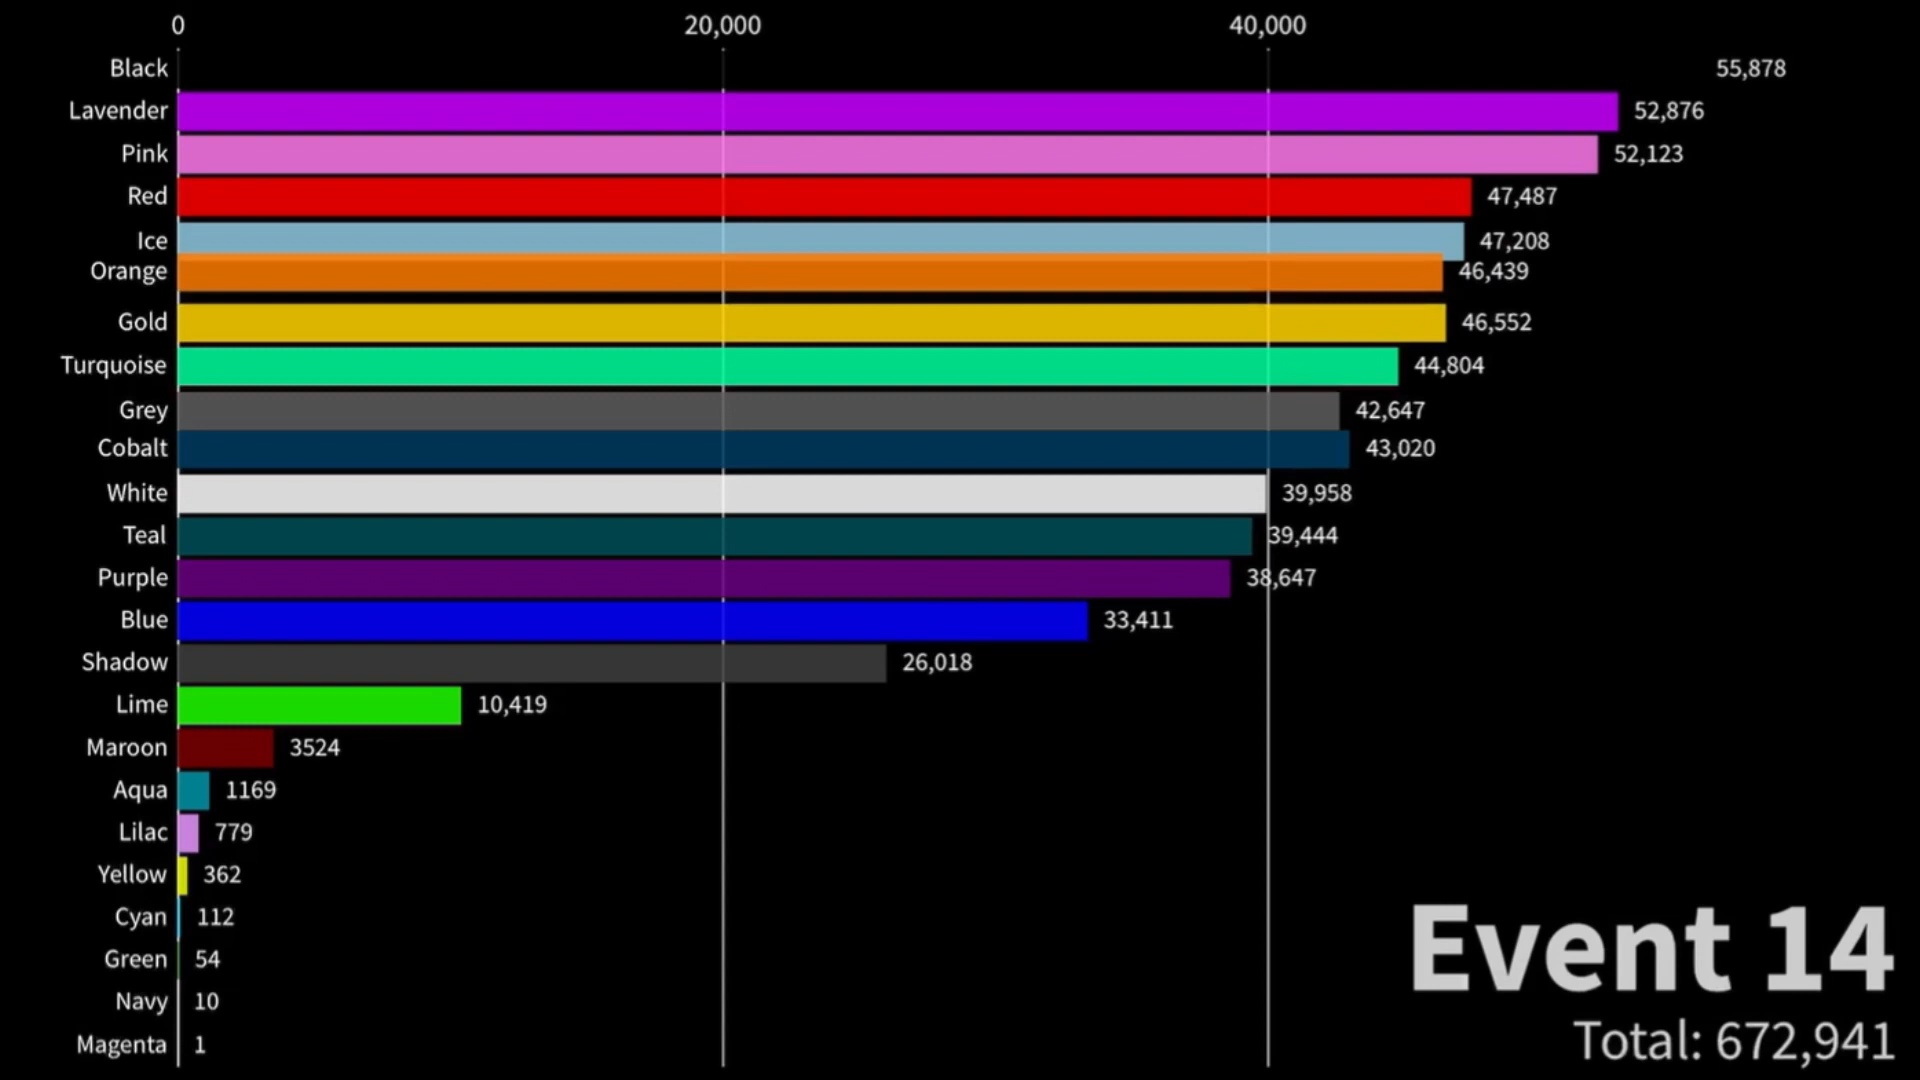 0 20,000 40,000
Black 55,878
Lavender 52,876
Pink 52,123
Red 47,487
Ice 47,208
Orange 46,439
Gold 46,552
Turquoise 44,804
Grey 42,647
Cobalt 43,020
White 39,958
Teal 39,444
Purple 38,647
Blue 33,411
Shadow 26,018
Lime 10,419
Maroon 3524
Aqua 1169
Lilac 779
Yellow 362
Cyan 112
Green 54
Navy 10
Magenta 1
Event 14
Total: 672,941